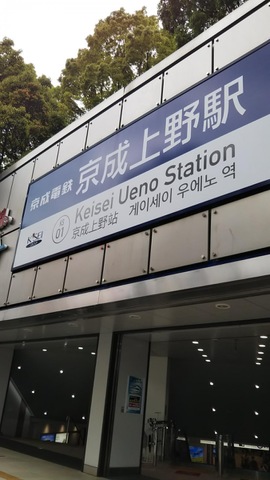 京成電鉄 京成上野駅
KS 01 Keisei Ueno Station
京成上野站 게이세이 우에노 역